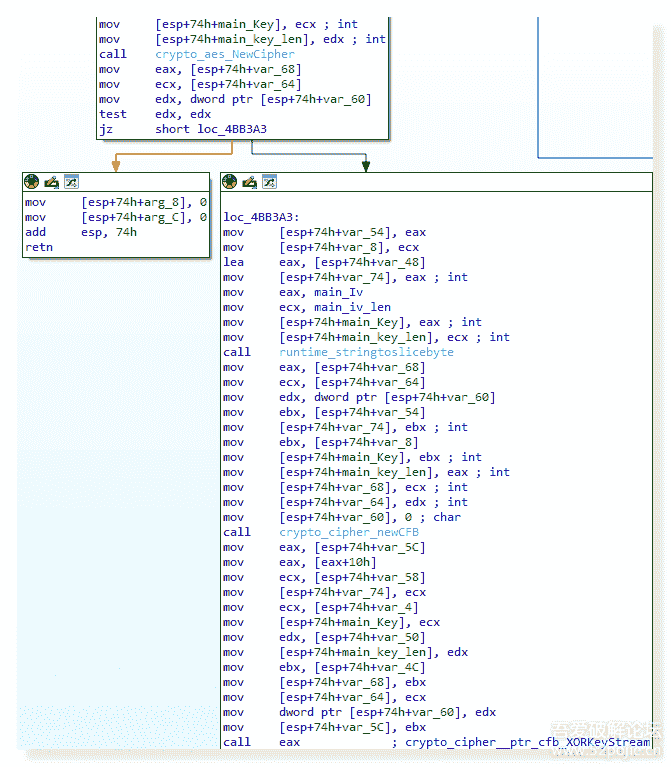 mov [esp+74h+main_Key], ecx ; int
mov [esp+74h+main_key_len], edx ; int
call crypto_aes_NewCipher
mov eax, [esp+74h+var_68]
mov ecx, [esp+74h+var_64]
mov edx, dword ptr [esp+74h+var_60]
test edx, edx
jz short loc_4BB3A3
mov [esp+74h+arg_8], 0
mov [esp+74h+arg_C], 0
add esp, 74h
retn
loc_4BB3A3:
mov [esp+74h+var_54], eax
mov [esp+74h+var_8], ecx
lea eax, [esp+74h+var_48]
mov [esp+74h+var_74], eax ; int
mov eax, main_Iv
mov ecx, main_iv_len
mov [esp+74h+main_Key], eax ; int
mov [esp+74h+main_key_len], ecx ; int
call runtime_stringtoslicebyte
mov eax, [esp+74h+var_68]
mov ecx, [esp+74h+var_64]
mov edx, dword ptr [esp+74h+var_60]
mov ebx, [esp+74h+var_54]
mov [esp+74h+var_74], ebx ; int
mov ebx, [esp+74h+var_8]
mov [esp+74h+main_Key], ebx ; int
mov [esp+74h+main_key_len], eax ; int
mov [esp+74h+var_68], ecx ; int
mov [esp+74h+var_64], edx ; int
mov [esp+74h+var_60], 0 ; char
call crypto_cipher_newCFB
mov eax, [esp+74h+var_5C]
mov eax, [eax+10h]
mov ecx, [esp+74h+var_58]
mov [esp+74h+var_74], ecx
mov ecx, [esp+74h+var_4]
mov [esp+74h+main_Key], ecx
mov edx, [esp+74h+var_50]
mov [esp+74h+main_key_len], edx
mov ebx, [esp+74h+var_4C]
mov [esp+74h+var_68], ebx
mov [esp+74h+var_64], ecx
mov dword ptr [esp+74h+var_60], edx
mov [esp+74h+var_5C], ebx
call eax ; crypto_cipher__ptr_cfb_XORKeyStream
吾爱破解论坛